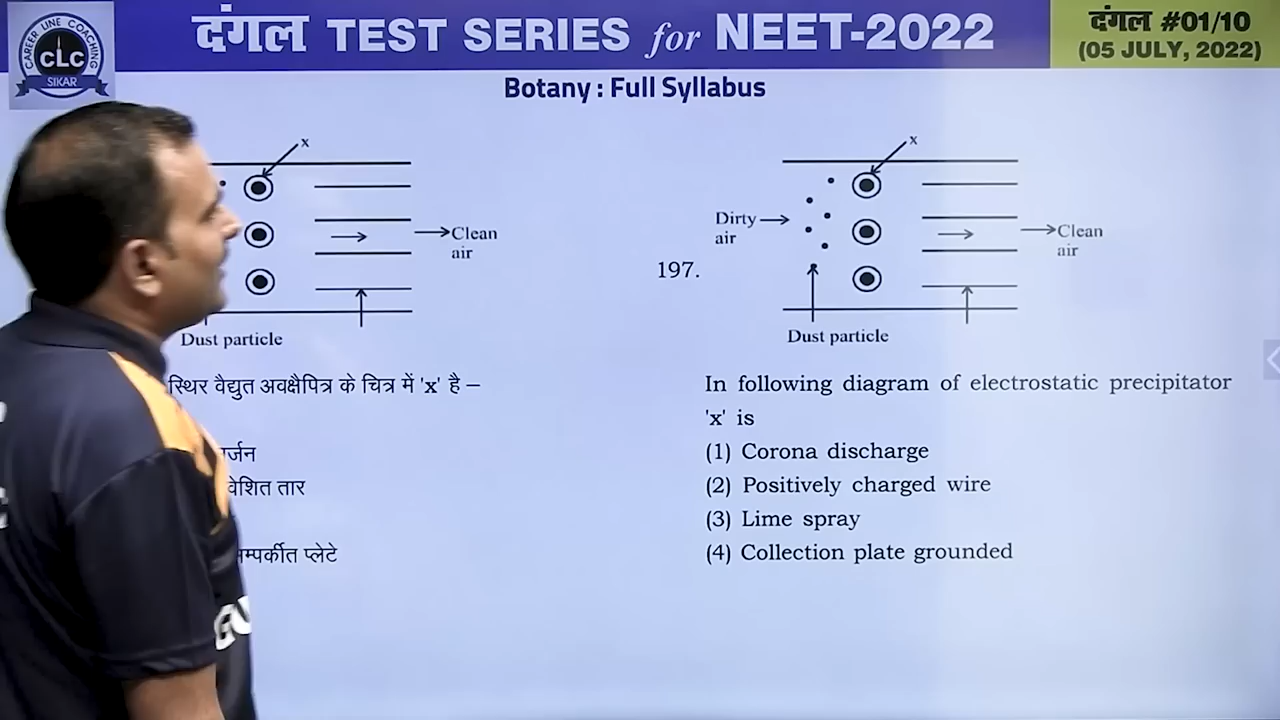 दंगल TEST SERIES for NEET-2022
दंगल #01/10
(05 JULY, 2022)
CAREER LINE COACHING
CLC
SIKAR
Botany : Full Syllabus
x
Clean
air
Dust particle
स्थिर वैद्युत अवक्षैपित्र के चित्र में 'x' है –
तार
प्लेटे
197.
x
Dirty
air
Clean
air
Dust particle
In following diagram of electrostatic precipitator
'x' is
(1) Corona discharge
(2) Positively charged wire
(3) Lime spray
(4) Collection plate grounded